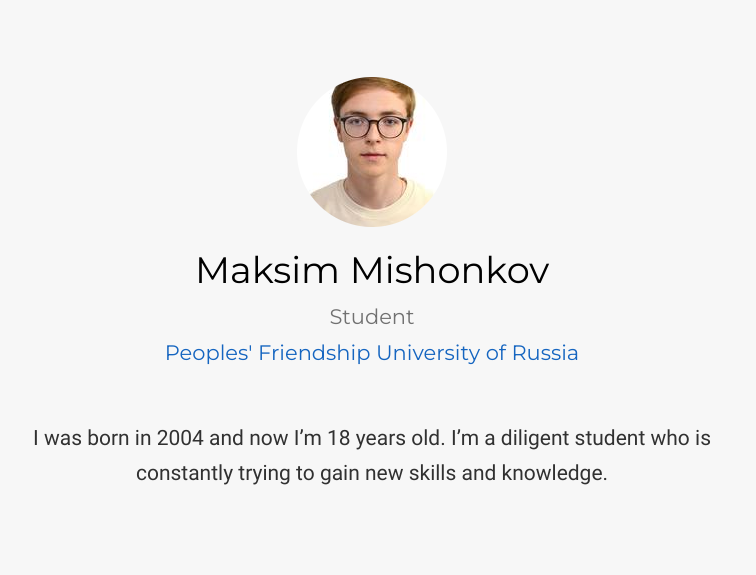 Maksim Mishonkov
Student
Peoples' Friendship University of Russia
I was born in 2004 and now I’m 18 years old. I’m a diligent student who is
constantly trying to gain new skills and knowledge.